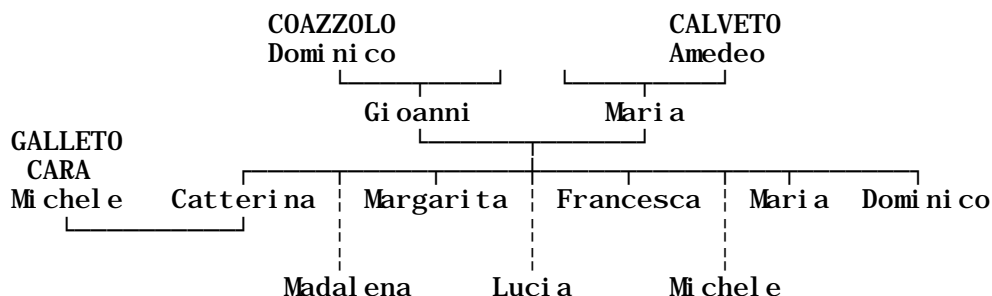 COAZZOLO CALVETO
Dominico Amedeo
Gioanni Maria
GALLETO
CARA
Michele Catterina Margarita Francesca Maria Dominico
Madalena Lucia Michele